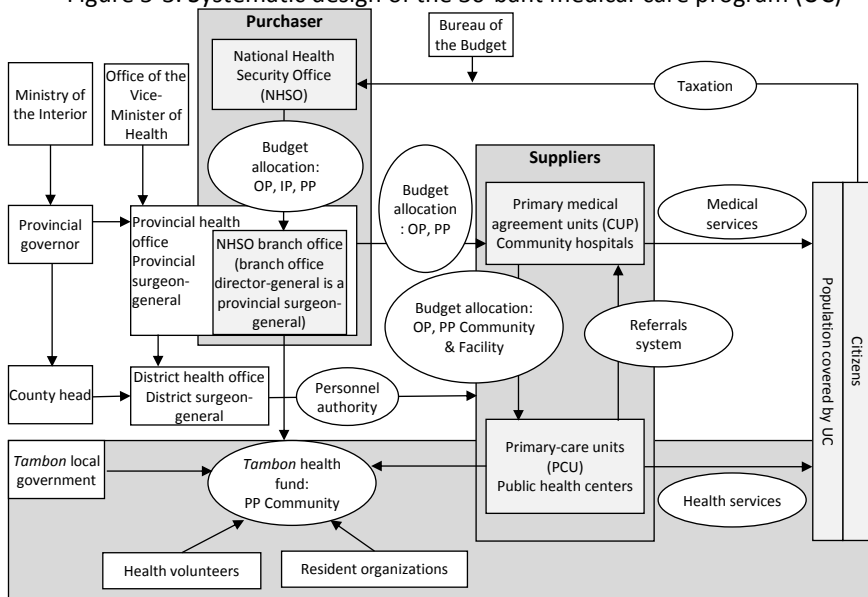 Figure 3-3: Systematic design of the 30-baht medical care program (UC)
Purchaser
Bureau of
the Budget
National Health
Security Office
(NHSO)
Taxation
Ministry of
the Interior
Office of the
Vice-
Minister of
Health
Budget
allocation:
OP, IP, PP
Suppliers
Budget
allocation
: OP, PP
Primary medical
agreement units (CUP)
Community hospitals
Medical
services
Provincial
governor
Provincial health
office
Provincial
surgeon-
general
NHSO branch office
(branch office
director-general is a
provincial surgeon-
general)
Budget allocation:
OP, PP Community
& Facility
Referrals
system
Population covered by UC
Citizens
County head
District health office
District surgeon-
general
Personnel
authority
Tambon local
government
Tambon health
fund:
PP Community
Primary-care units
(PCU)
Public health centers
Health services
Health volunteers
Resident organizations